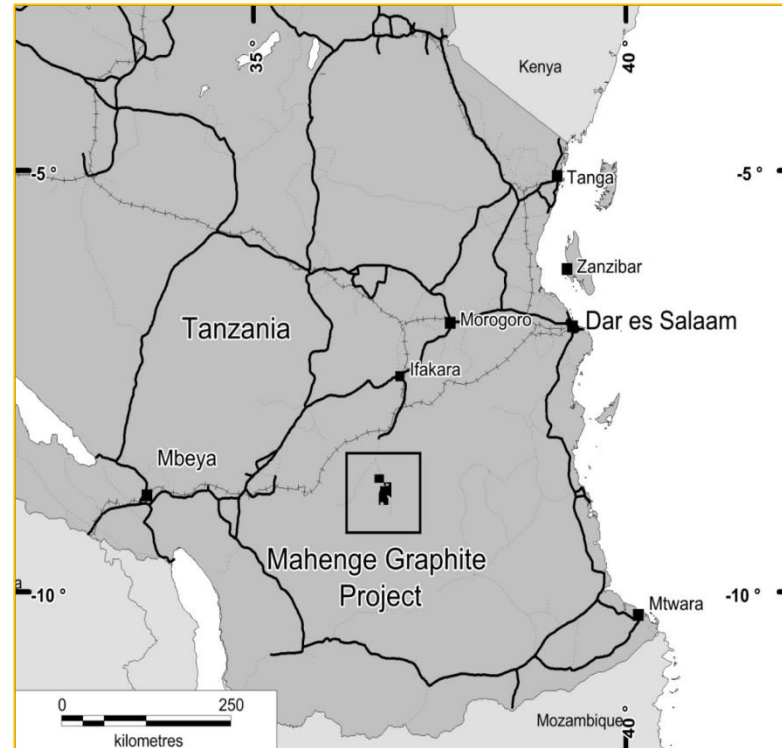 35 °
40 °
Kenya
-5 °
-5 °
Tanga
Zanzibar
Tanzania
Morogoro
Dar es Salaam
Ifakara
Mbeya
Mahenge Graphite
Project
-10 °
-10 °
Mtwara
a
0
250
kilometres
Mozambique
40 °